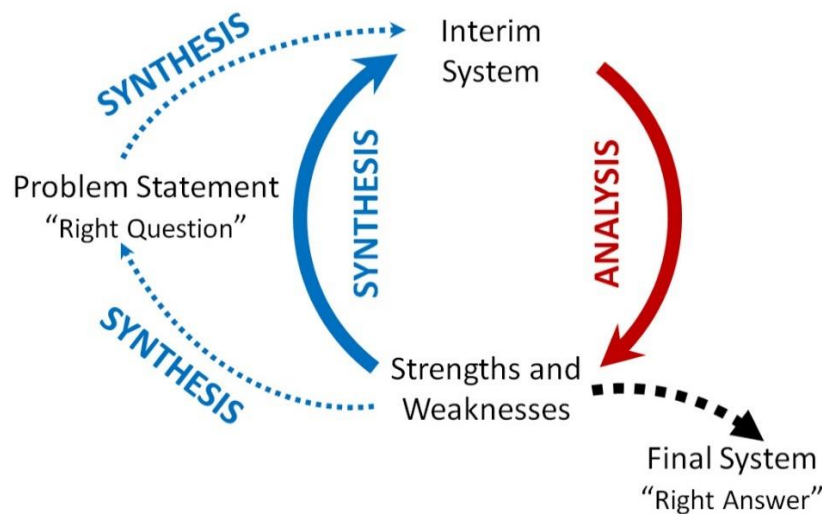 SYNTHESIS
Interim
System
Problem Statement
“Right Question”
SYNTHESIS
ANALYSIS
SYNTHESIS
Strengths and
Weaknesses
Final System
“Right Answer”